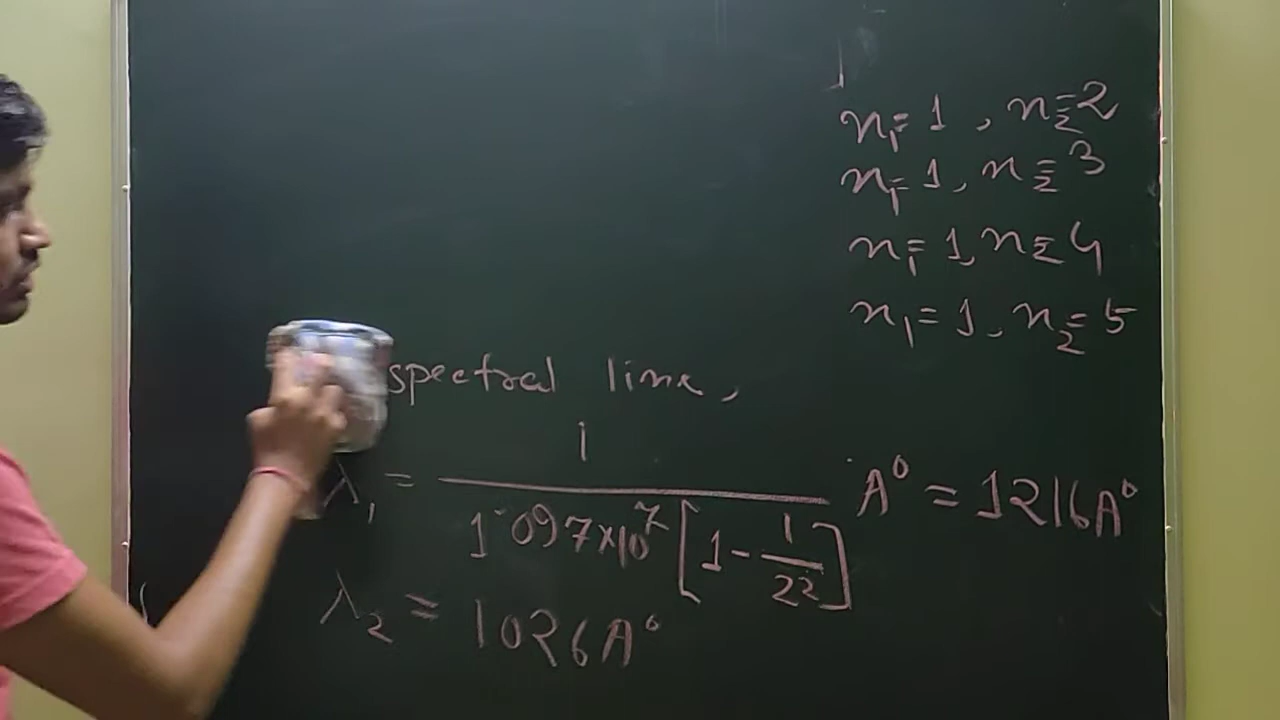 n₁ = 1 , n₂ = 2
n₁ = 1 , n₂ = 3
n₁ = 1, n₂ = 4
n₁ = 1 , n₂ = 5
spectral line,
λ₁ = 1 / 1·097×10⁷ [1 - 1/2²] A° = 1216A°
λ₂ = 1026A°